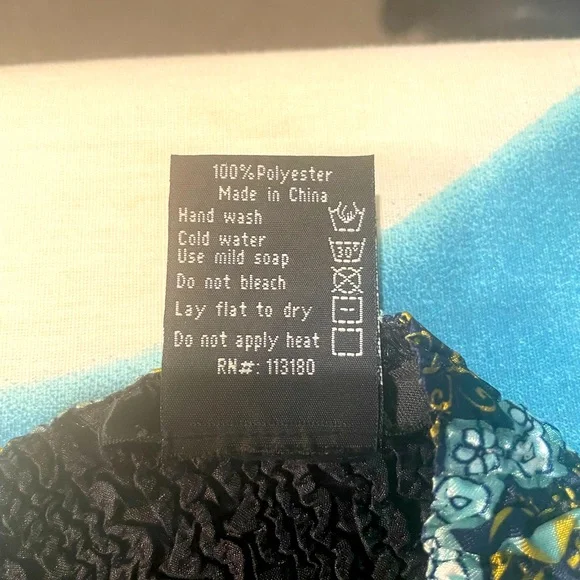 100%Polyester
Made in China
Hand wash
Cold water
30°
Use mild soap
Do not bleach
Lay flat to dry
Do not apply heat
RN#: 113180